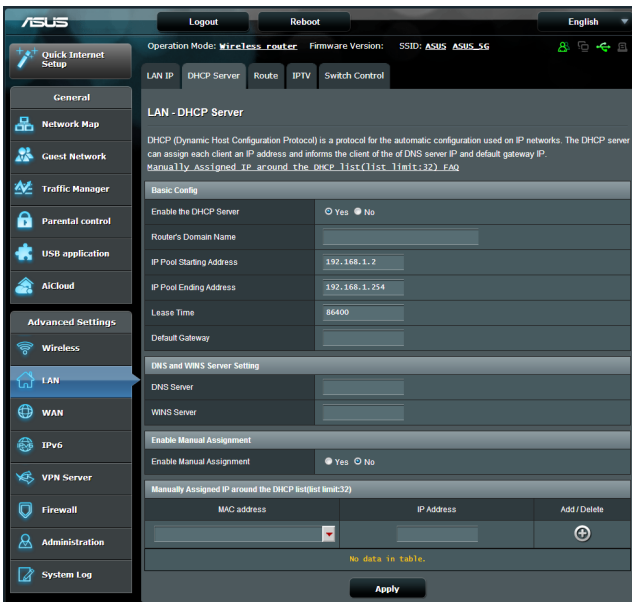 ASUS
Logout
Reboot
English
Quick Internet Setup
Operation Mode: Wireless router Firmware Version: SSID: ASUS ASUS_5G
LAN IP
DHCP Server
Route
IPTV
Switch Control
General
Network Map
Guest Network
Traffic Manager
Parental control
USB application
AiCloud
Advanced Settings
Wireless
LAN
WAN
IPv6
VPN Server
Firewall
Administration
System Log
LAN - DHCP Server
DHCP (Dynamic Host Configuration Protocol) is a protocol for the automatic configuration used on IP networks. The DHCP server
can assign each client an IP address and informs the client of the of DNS server IP and default gateway IP.
Manually Assigned IP around the DHCP list(list limit:32) FAQ
Basic Config
Enable the DHCP Server
Yes No
Router's Domain Name
IP Pool Starting Address
192.168.1.2
IP Pool Ending Address
192.168.1.254
Lease Time
86400
Default Gateway
DNS and WINS Server Setting
DNS Server
WINS Server
Enable Manual Assignment
Enable Manual Assignment
Yes No
Manually Assigned IP around the DHCP list(list limit:32)
MAC address
IP Address
Add / Delete
No data in table.
Apply